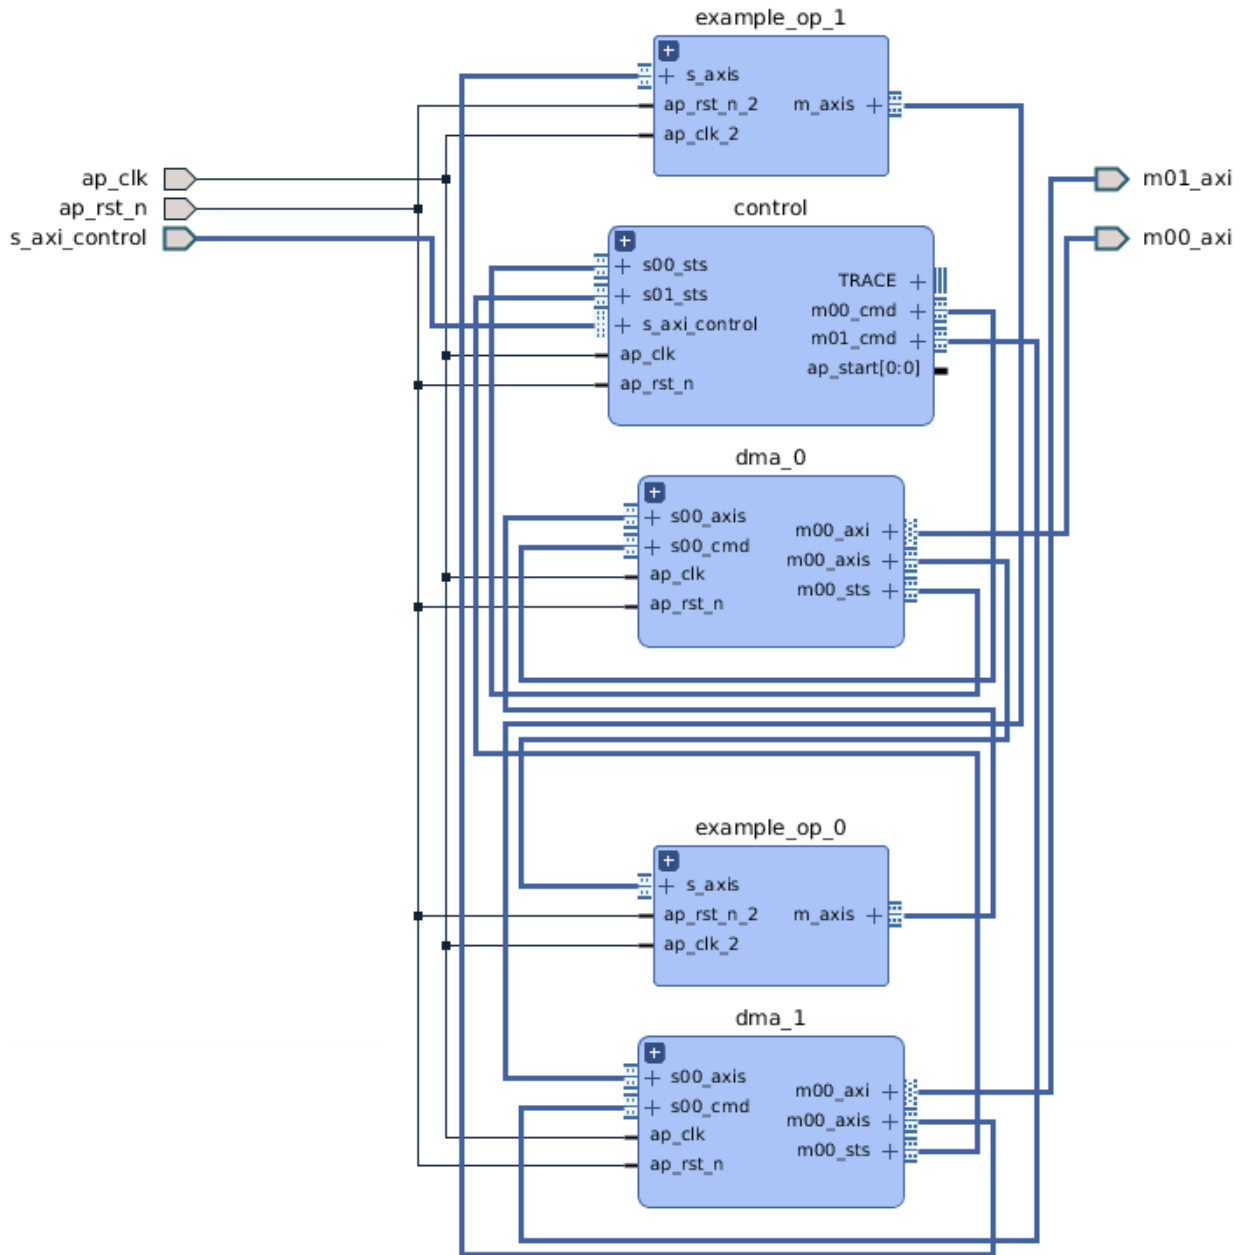 example_op_1
s_axis
ap_rst_n_2
m_axis
ap_clk_2
ap_clk
ap_rst_n
s_axi_control
m01_axi
m00_axi
control
s00_sts
TRACE
s01_sts
m00_cmd
s_axi_control
m01_cmd
ap_clk
ap_start[0:0]
ap_rst_n
dma_0
s00_axis
m00_axi
s00_cmd
m00_axis
ap_clk
m00_sts
ap_rst_n
example_op_0
s_axis
ap_rst_n_2
m_axis
ap_clk_2
dma_1
s00_axis
m00_axi
s00_cmd
m00_axis
ap_clk
m00_sts
ap_rst_n